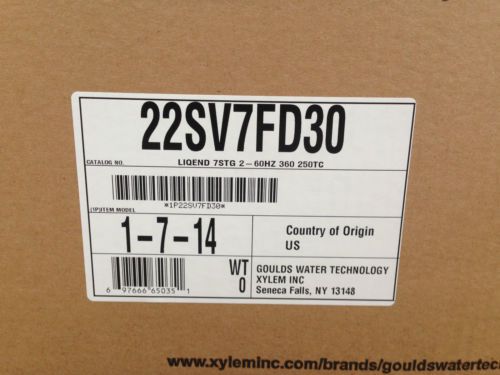 22SV7FD30
CATALOG NO. LIQEND 7STG 2-60HZ 360 250TC
*1P22SV7FD30*
(1P)ITEM MODEL
1-7-14
Country of Origin
US
WT
0
GOULDS WATER TECHNOLOGY
XYLEM INC
Seneca Falls, NY 13148
6 97666 65035 1
www.xyleminc.com/brands/gouldswatertec